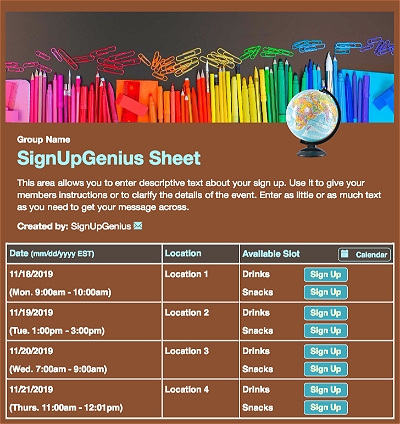 Group Name
SignUpGenius Sheet
This area allows you to enter descriptive text about your sign up. Use it to give your
members instructions or to clarify the details of the event. Enter as little or as much text
as you need to get your message across.
Created by: SignUpGenius
Date (mm/dd/yyyy EST) Location Available Slot Calendar
11/18/2019 Location 1 Drinks Sign Up
(Mon. 9:00am - 10:00am) Snacks Sign Up
11/19/2019 Location 2 Drinks Sign Up
(Tue. 1:00pm - 3:00pm) Snacks Sign Up
11/20/2019 Location 3 Drinks Sign Up
(Wed. 7:00am - 9:00am) Snacks Sign Up
11/21/2019 Location 4 Drinks Sign Up
(Thurs. 11:00am - 12:01pm) Snacks Sign Up